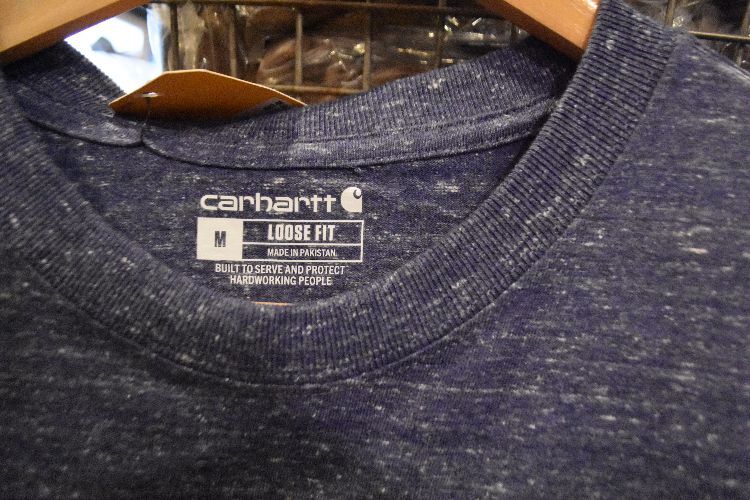 carhartt
M LOOSE FIT
MADE IN PAKISTAN
BUILT TO SERVE AND PROTECT
HARDWORKING PEOPLE